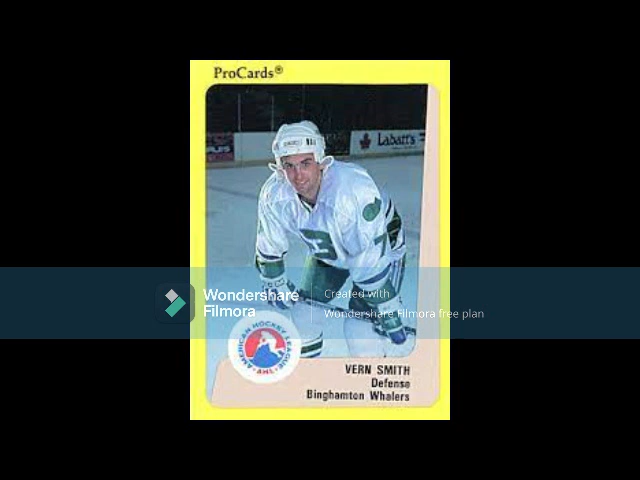 ProCards®
Labatt's
Wondershare
Filmora
Created with
Wondershare Filmora free plan
AMERICAN HOCKEY LEAGUE
AHL
VERN SMITH
Defense
Binghamton Whalers